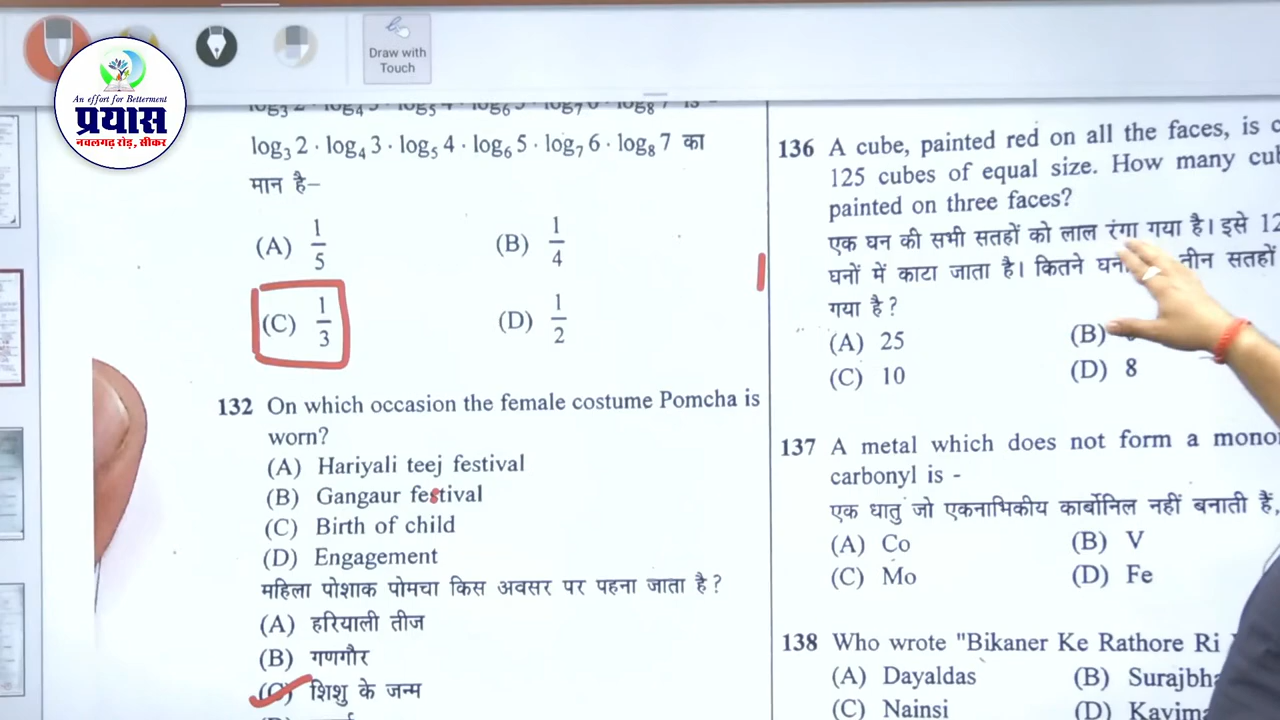 Draw with
Touch
An effort for Betterment
प्रयास
नवलगढ़ रोड़, सीकर
log₃ 2 · log₄ 3 · log₅ 4 · log₆ 5 · log₇ 6 · log₈ 7 का
मान है–
(A) 1/5
(B) 1/4
(C) 1/3
(D) 1/2
132 On which occasion the female costume Pomcha is
worn?
(A) Hariyali teej festival
(B) Gangaur festival
(C) Birth of child
(D) Engagement
महिला पोशाक पोमचा किस अवसर पर पहना जाता है ?
(A) हरियाली तीज
(B) गणगौर
(C) शिशु के जन्म
136 A cube, painted red on all the faces, is
125 cubes of equal size. How many
painted on three faces?
एक घन की सभी सतहों को लाल रंगा गया है। इसे
घनों में काटा जाता है। कितने तीन सतहों
गया है ?
(A) 25
(B)
(C) 10
(D) 8
137 A metal which does not form a
carbonyl is -
एक धातु जो एकनाभिकीय कार्बोनिल नहीं बनाती हैं,
(A) Co
(B) V
(C) Mo
(D) Fe
138 Who wrote "Bikaner Ke Rathore Ri
(A) Dayaldas
(B)
(C) Nainsi
(D)